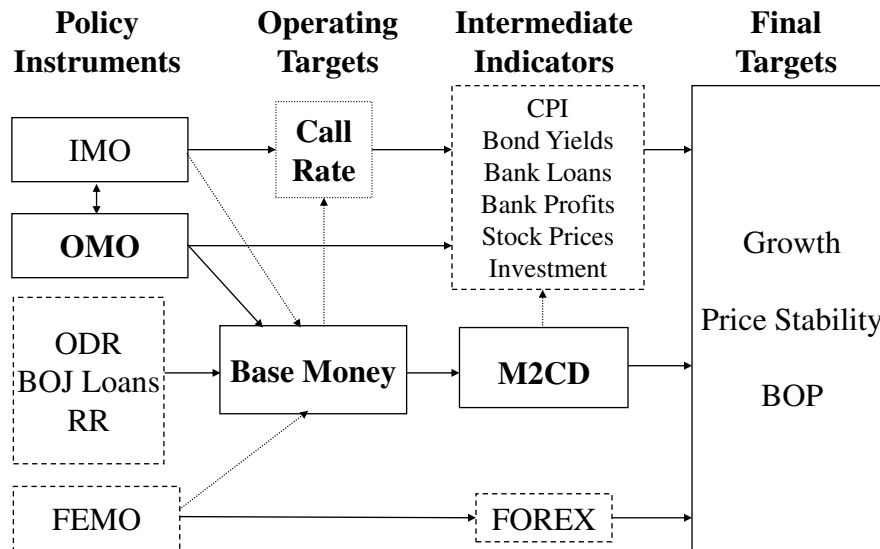 Policy
Instruments
Operating
Targets
Intermediate
Indicators
Final
Targets
IMO
OMO
ODR
BOJ Loans
RR
FEMO
Call
Rate
Base Money
CPI
Bond Yields
Bank Loans
Bank Profits
Stock Prices
Investment
M2CD
FOREX
Growth
Price Stability
BOP